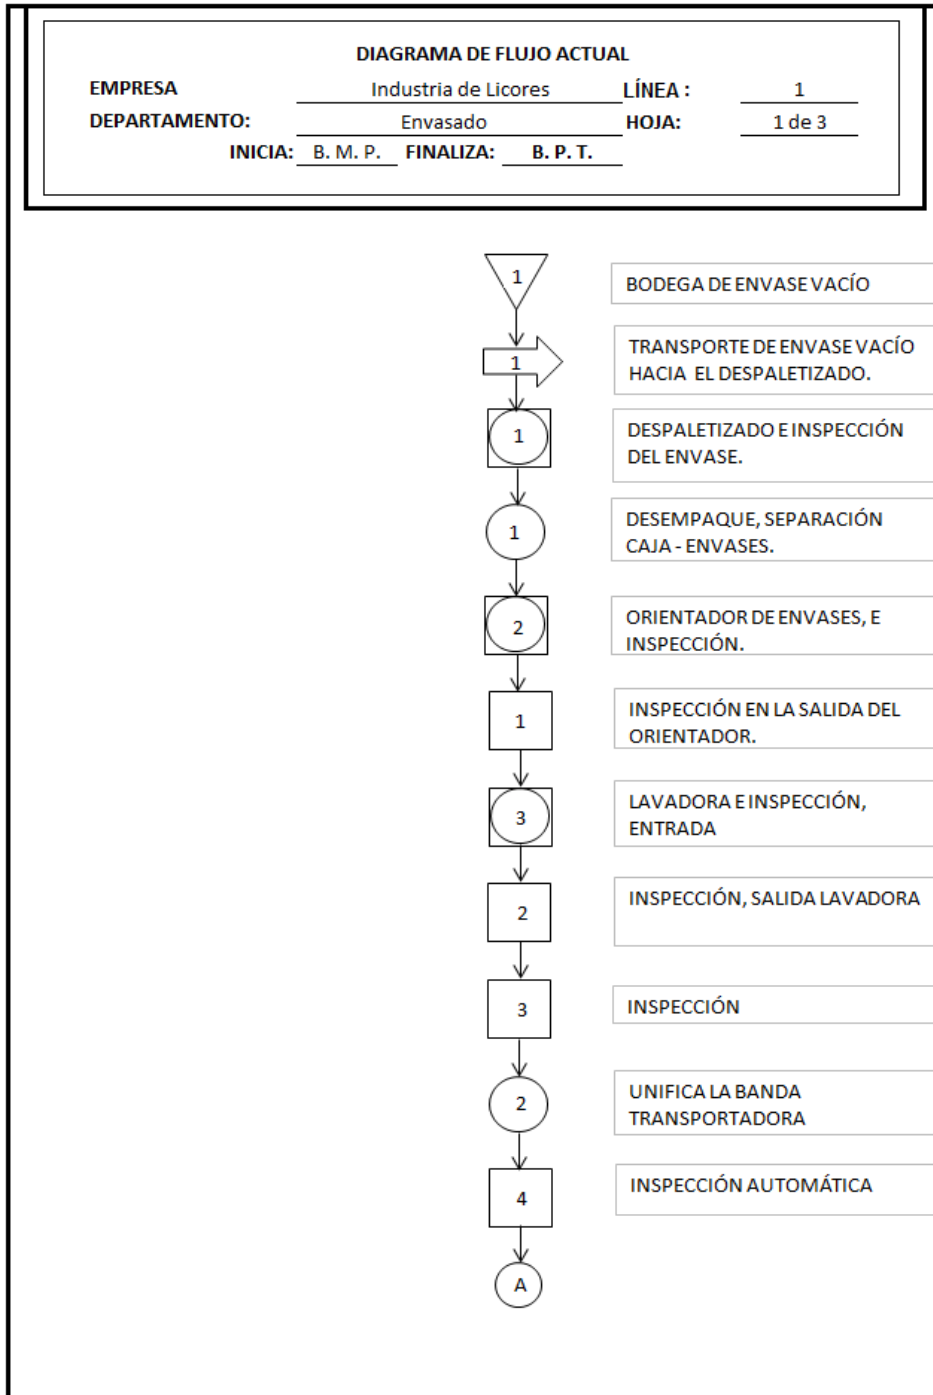 DIAGRAMA DE FLUJO ACTUAL
EMPRESA Industria de Licores LÍNEA : 1
DEPARTAMENTO: Envasado HOJA: 1 de 3
INICIA: B. M. P. FINALIZA: B. P. T.
1 BODEGA DE ENVASE VACÍO
1 TRANSPORTE DE ENVASE VACÍO
HACIA EL DESPALETIZADO.
1 DESPALETIZADO E INSPECCIÓN
DEL ENVASE.
1 DESEMPAQUE, SEPARACIÓN
CAJA - ENVASES.
2 ORIENTADOR DE ENVASES, E
INSPECCIÓN.
1 INSPECCIÓN EN LA SALIDA DEL
ORIENTADOR.
3 LAVADORA E INSPECCIÓN,
ENTRADA
2 INSPECCIÓN, SALIDA LAVADORA
3 INSPECCIÓN
2 UNIFICA LA BANDA
TRANSPORTADORA
4 INSPECCIÓN AUTOMÁTICA
A